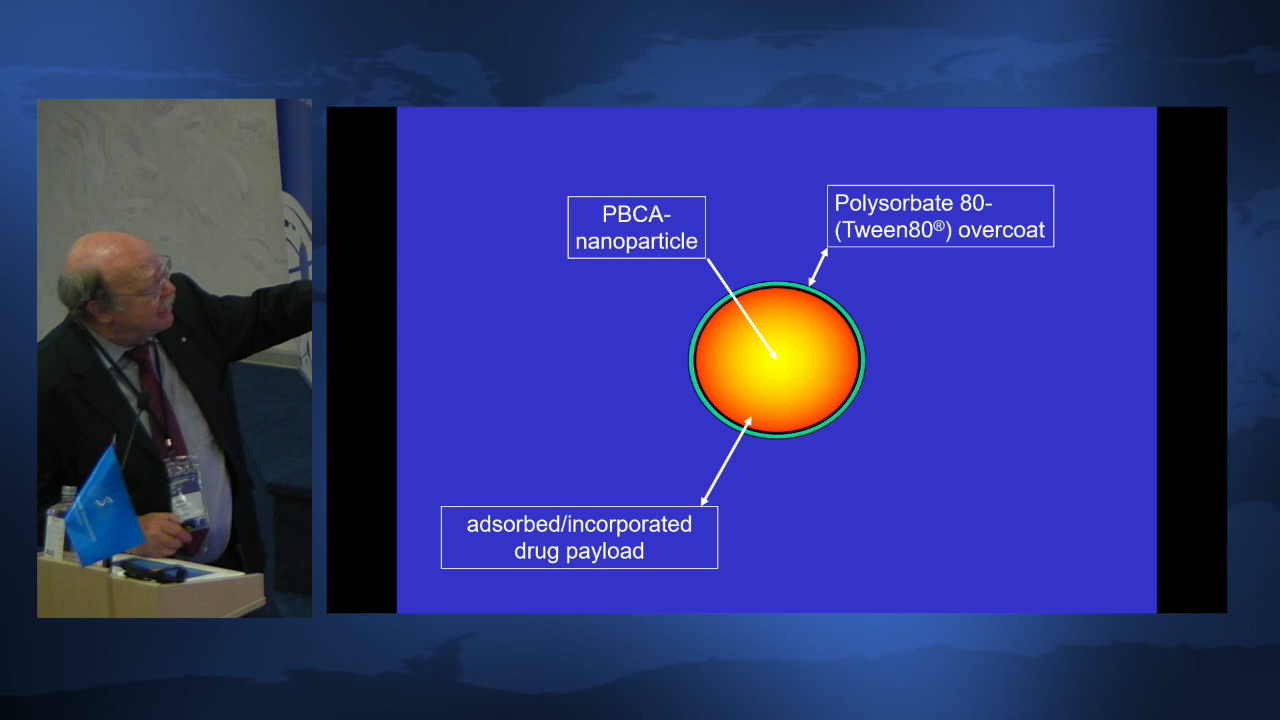 PBCA-
nanoparticle
Polysorbate 80-
(Tween80®) overcoat
adsorbed/incorporated
drug payload